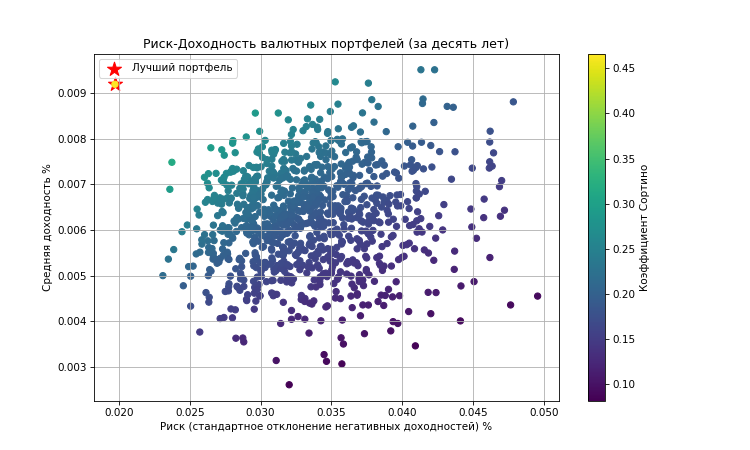 Риск-Доходность валютных портфелей (за десять лет)
Лучший портфель
Средняя доходность %
0.009
0.008
0.007
0.006
0.005
0.004
0.003
0.020 0.025 0.030 0.035 0.040 0.045 0.050
Риск (стандартное отклонение негативных доходностей) %
0.45
0.40
0.35
0.30
0.25
0.20
0.15
0.10
Коэффициент Сортино